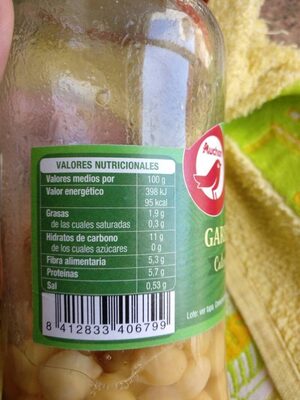 VALORES NUTRICIONALES
Valores medios por 100 g
Valor energético 398 kJ
95 kcal
Grasas 1,9 g
de las cuales saturadas 0,3 g
Hidratos de carbono 11 g
de los cuales azúcares 0 g
Fibra alimentaria 5,3 g
Proteínas 5,7 g
Sal 0,53 g
8 412833 406799
Auchan
GAR
Lote: ver tapa.